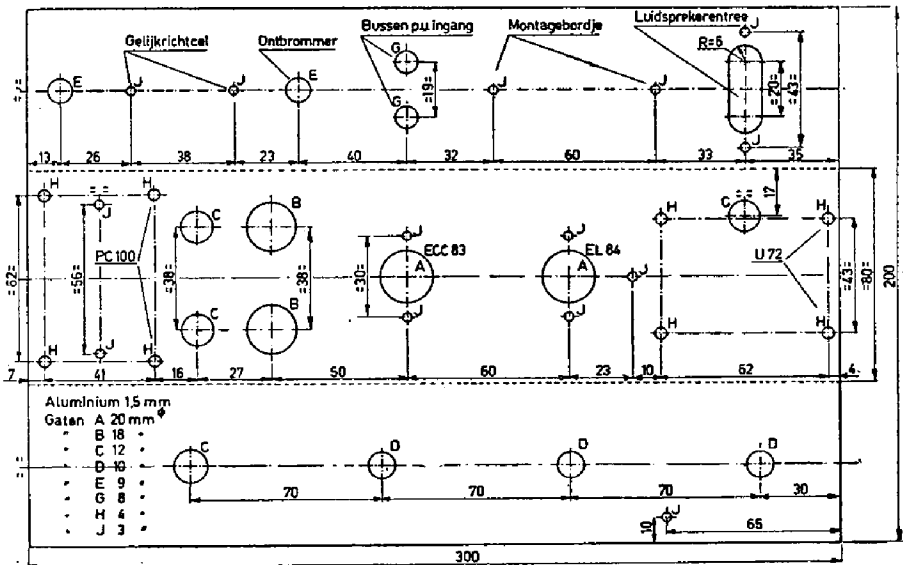 Gelijkrichtcel Ontbrommer Bussen p.u. ingang Montagebordje Luidsprekerentree
J
G R=6
E J J E J J
=19= =20= =43=
G
J
13 26 38 23 40 32 60 33 35
H H J C B J J C == 17 H H
== J
PC 100 ECC 83 EL 84 U 72
=62= =56= =38= =38= =30= A A J =43= =80= 200
C B J J H H
H J H
7 41 16 27 50 60 23 10 62 4
Aluminium 1,5 mm
Gaten A 20 mm ϕ
" B 18 "
" C 12 "
" D 10 "
" E 9 "
" G 8 "
" H 4 "
" J 3 "
C D D D
70 70 70 30
J
10 65
300